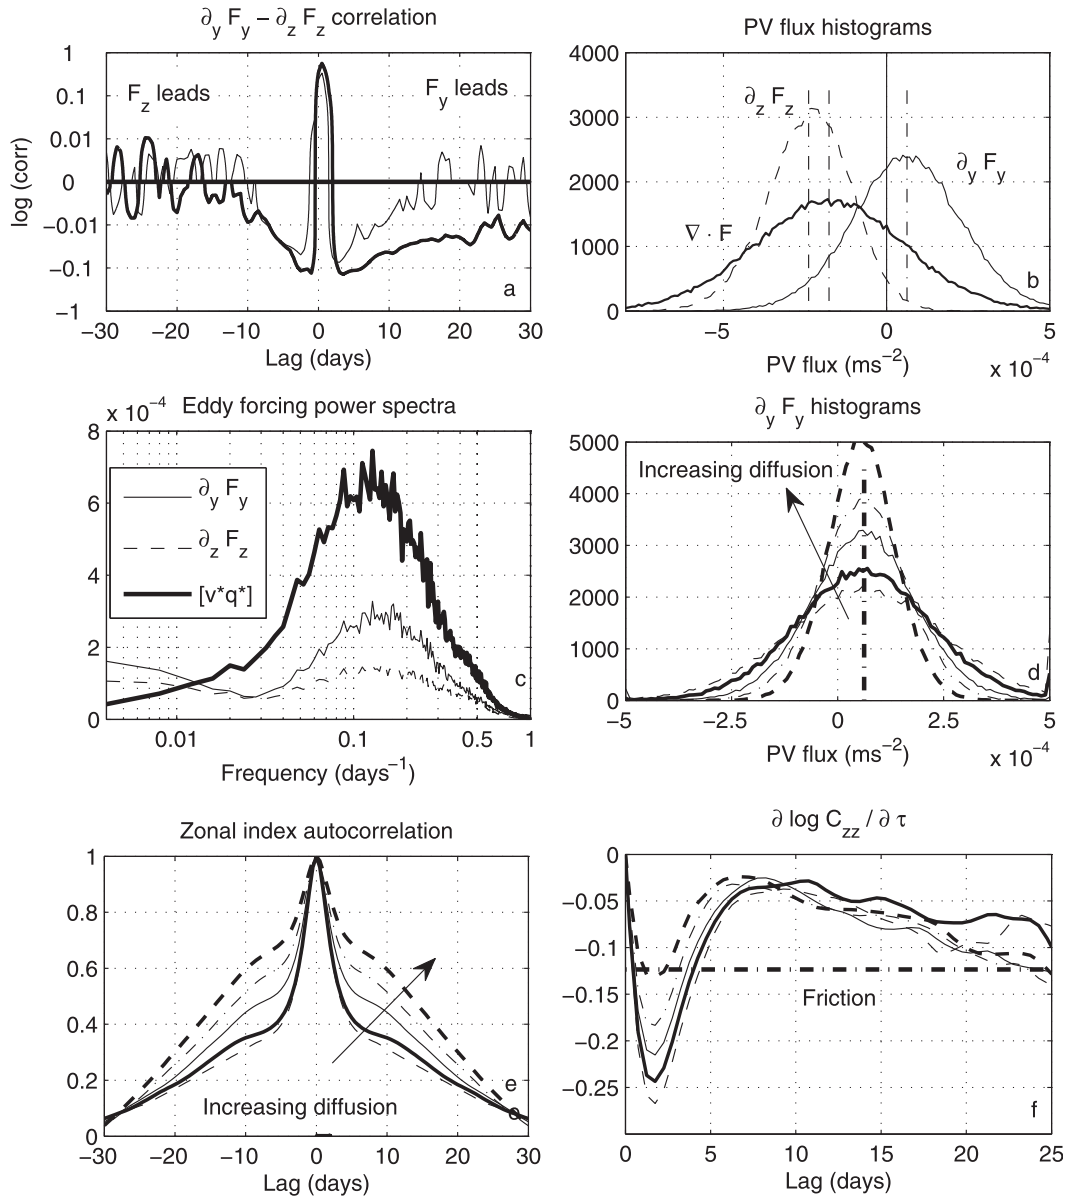 ∂y Fy – ∂z Fz correlation
1
0.1
0.01
0
−0.01
−0.1
−1
log (corr)
Fz leads
Fy leads
a
−30 −20 −10 0 10 20 30
Lag (days)
PV flux histograms
4000
3000
2000
1000
0
∂z Fz
∂y Fy
∇ · F
b
−5 0 5
PV flux (ms−2)
x 10−4
x 10−4
Eddy forcing power spectra
8
6
4
2
0
∂y Fy
∂z Fz
[v*q*]
c
0.01 0.1 0.5 1
Frequency (days−1)
∂y Fy histograms
5000
4000
3000
2000
1000
0
Increasing diffusion
d
−5 −2.5 0 2.5 5
PV flux (ms−2)
x 10−4
Zonal index autocorrelation
1
0.8
0.6
0.4
0.2
0
Increasing diffusion
e
−30 −20 −10 0 10 20 30
Lag (days)
∂ log Czz / ∂ τ
0
−0.05
−0.1
−0.15
−0.2
−0.25
Friction
f
0 5 10 15 20 25
Lag (days)